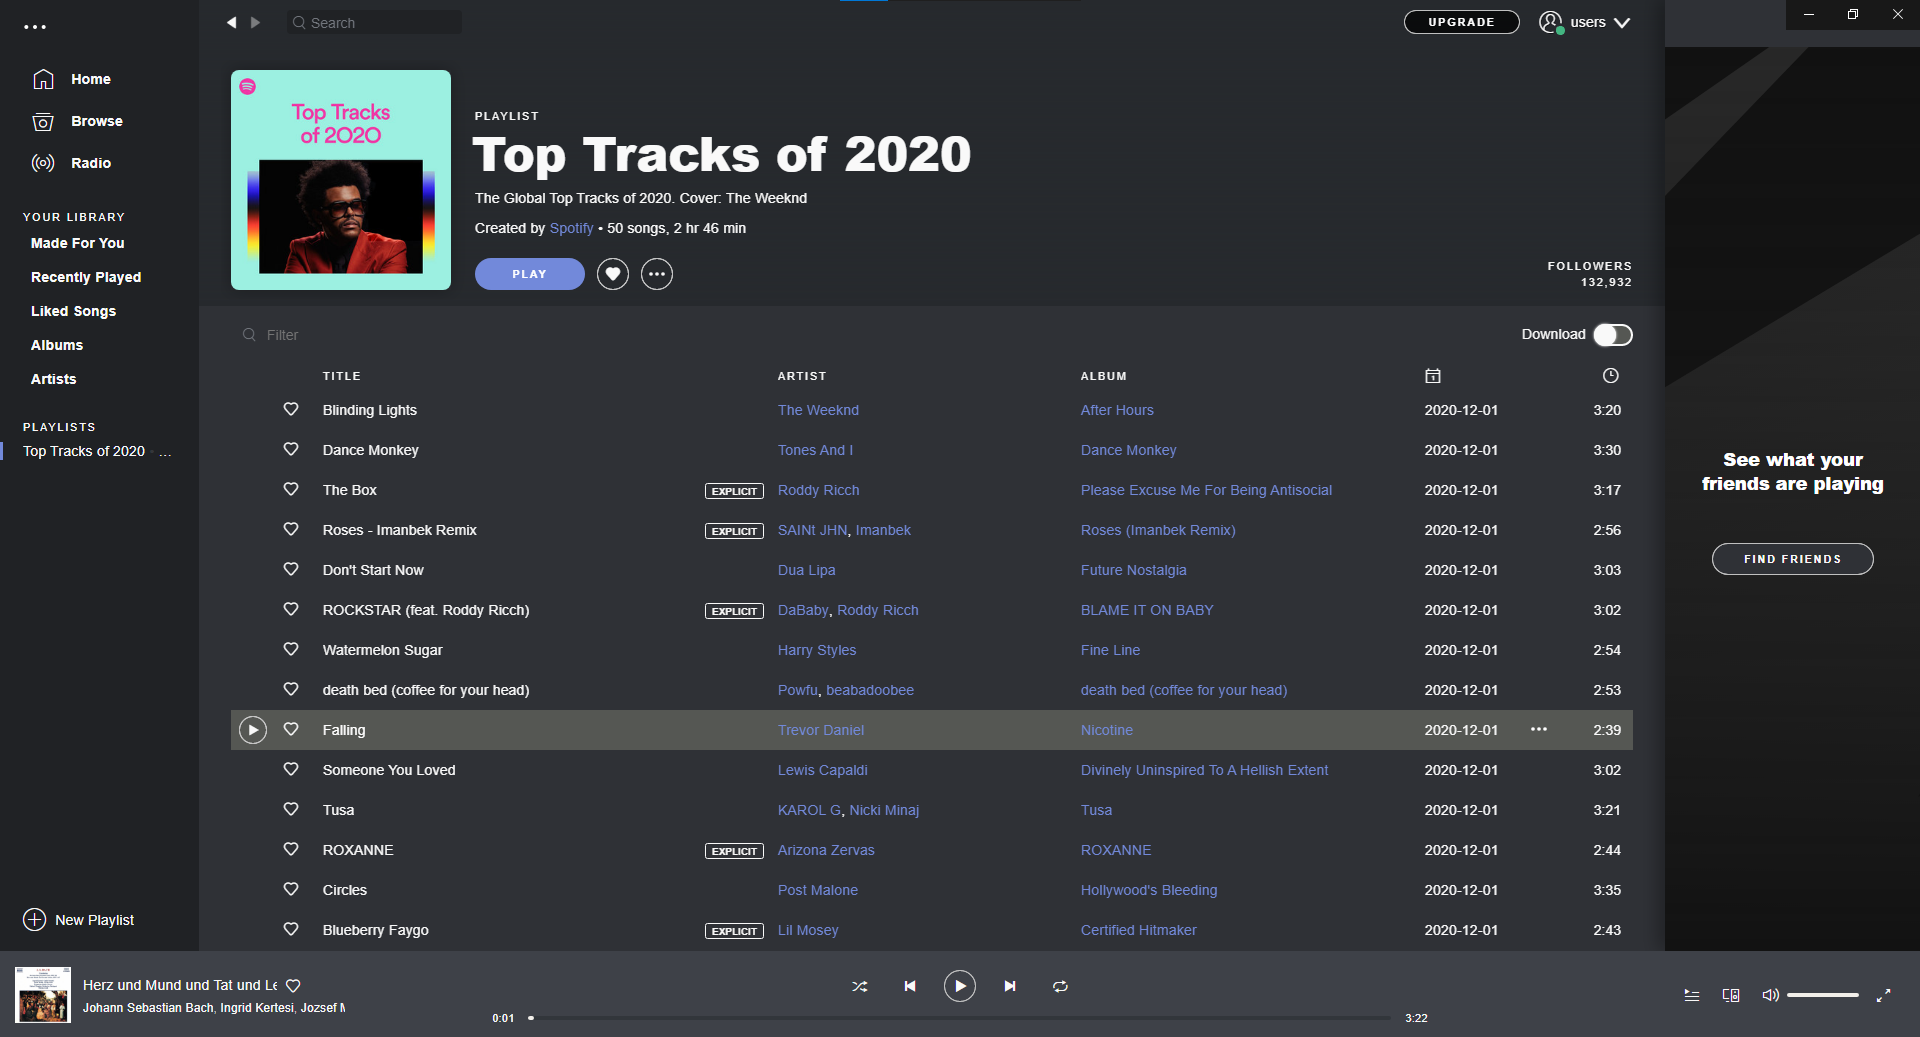 Search
UPGRADE
users
Home
Browse
Radio
YOUR LIBRARY
Made For You
Recently Played
Liked Songs
Albums
Artists
PLAYLISTS
Top Tracks of 2020 ...
New Playlist
Top Tracks
of 2020
PLAYLIST
Top Tracks of 2020
The Global Top Tracks of 2020. Cover: The Weeknd
Created by Spotify • 50 songs, 2 hr 46 min
PLAY
FOLLOWERS
132,932
Filter
Download
TITLE ARTIST ALBUM
Blinding Lights The Weeknd After Hours 2020-12-01 3:20
Dance Monkey Tones And I Dance Monkey 2020-12-01 3:30
The Box EXPLICIT Roddy Ricch Please Excuse Me For Being Antisocial 2020-12-01 3:17
Roses - Imanbek Remix EXPLICIT SAINt JHN, Imanbek Roses (Imanbek Remix) 2020-12-01 2:56
Don't Start Now Dua Lipa Future Nostalgia 2020-12-01 3:03
ROCKSTAR (feat. Roddy Ricch) EXPLICIT DaBaby, Roddy Ricch BLAME IT ON BABY 2020-12-01 3:02
Watermelon Sugar Harry Styles Fine Line 2020-12-01 2:54
death bed (coffee for your head) Powfu, beabadoobee death bed (coffee for your head) 2020-12-01 2:53
Falling Trevor Daniel Nicotine 2020-12-01 2:39
Someone You Loved Lewis Capaldi Divinely Uninspired To A Hellish Extent 2020-12-01 3:02
Tusa KAROL G, Nicki Minaj Tusa 2020-12-01 3:21
ROXANNE EXPLICIT Arizona Zervas ROXANNE 2020-12-01 2:44
Circles Post Malone Hollywood's Bleeding 2020-12-01 3:35
Blueberry Faygo EXPLICIT Lil Mosey Certified Hitmaker 2020-12-01 2:43
See what your
friends are playing
FIND FRIENDS
Herz und Mund und Tat und Le
Johann Sebastian Bach, Ingrid Kertesi, Jozsef M
0:01
3:22